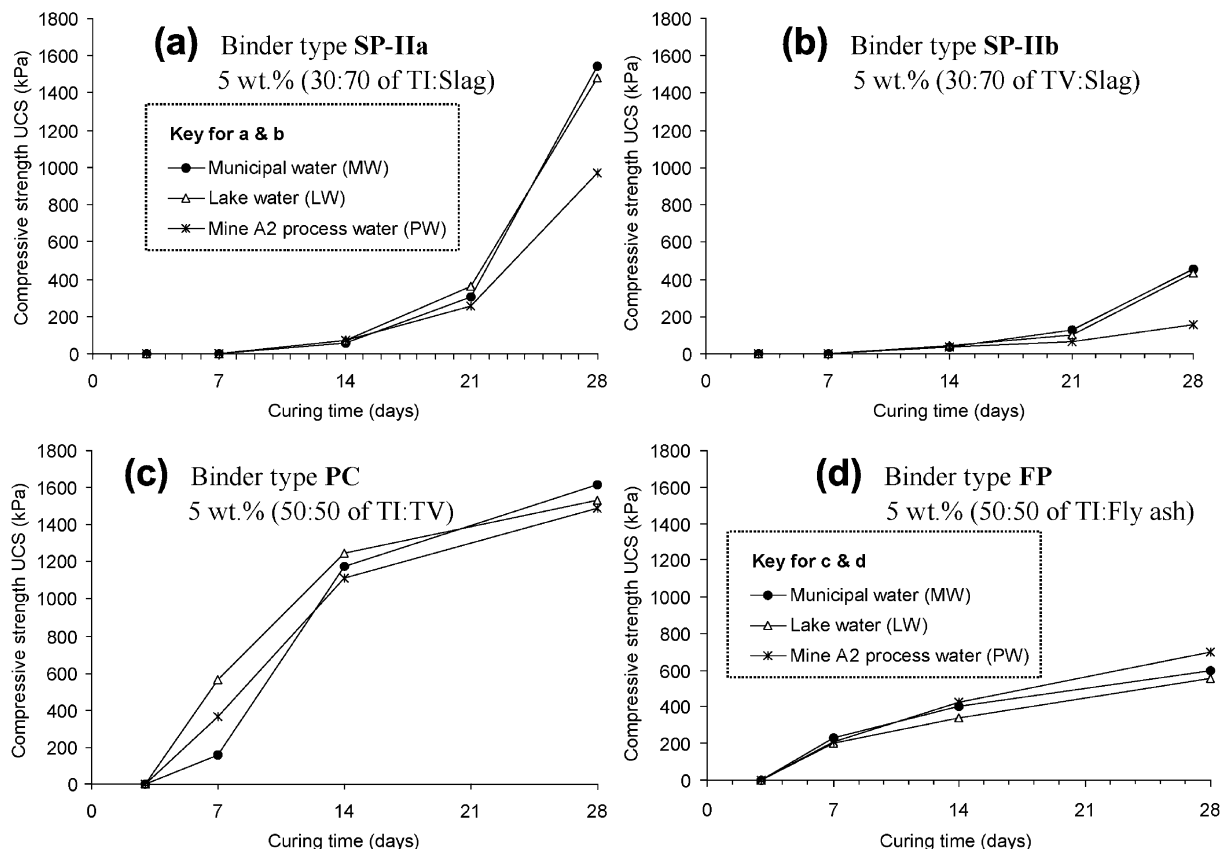 (a) Binder type SP-IIa
5 wt.% (30:70 of TI:Slag)
Key for a & b
Municipal water (MW)
Lake water (LW)
Mine A2 process water (PW)
Compressive strength UCS (kPa)
1800
1600
1400
1200
1000
800
600
400
200
0
0 7 14 21 28
Curing time (days)
(b) Binder type SP-IIb
5 wt.% (30:70 of TV:Slag)
Compressive strength UCS (kPa)
1800
1600
1400
1200
1000
800
600
400
200
0
0 7 14 21 28
Curing time (days)
(c) Binder type PC
5 wt.% (50:50 of TI:TV)
Compressive strength UCS (kPa)
1800
1600
1400
1200
1000
800
600
400
200
0
0 7 14 21 28
Curing time (days)
(d) Binder type FP
5 wt.% (50:50 of TI:Fly ash)
Key for c & d
Municipal water (MW)
Lake water (LW)
Mine A2 process water (PW)
Compressive strength UCS (kPa)
1800
1600
1400
1200
1000
800
600
400
200
0
0 7 14 21 28
Curing time (days)